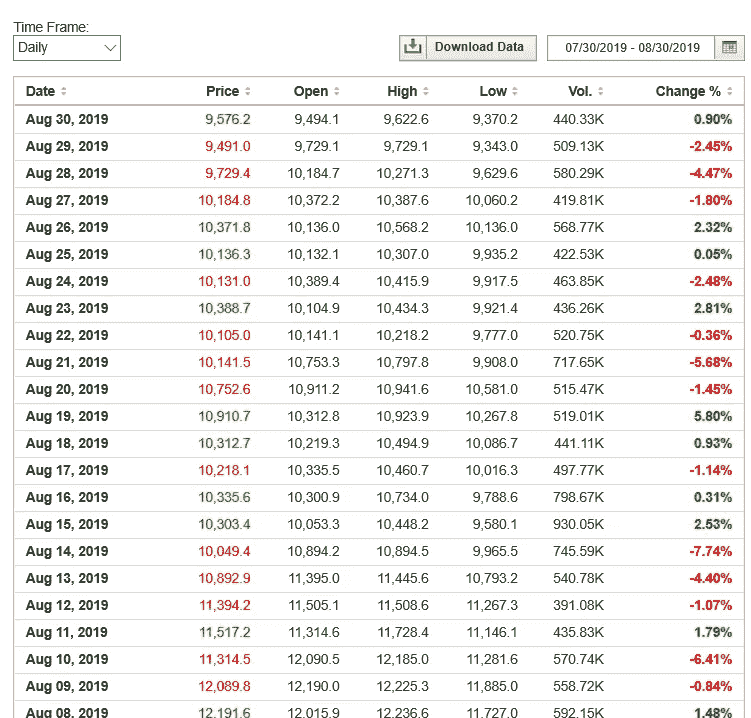 Time Frame:
Daily Download Data 07/30/2019 - 08/30/2019
Date Price Open High Low Vol. Change %
Aug 30, 2019 9,576.2 9,494.1 9,622.6 9,370.2 440.33K 0.90%
Aug 29, 2019 9,491.0 9,729.1 9,729.1 9,343.0 509.13K -2.45%
Aug 28, 2019 9,729.4 10,184.7 10,271.3 9,629.6 580.29K -4.47%
Aug 27, 2019 10,184.8 10,372.2 10,387.6 10,060.2 419.81K -1.80%
Aug 26, 2019 10,371.8 10,136.0 10,568.2 10,136.0 568.77K 2.32%
Aug 25, 2019 10,136.3 10,132.1 10,307.0 9,935.2 422.53K 0.05%
Aug 24, 2019 10,131.0 10,389.4 10,415.9 9,917.5 463.85K -2.48%
Aug 23, 2019 10,388.7 10,104.9 10,434.3 9,921.4 436.26K 2.81%
Aug 22, 2019 10,105.0 10,141.1 10,218.2 9,777.0 520.75K -0.36%
Aug 21, 2019 10,141.5 10,753.3 10,797.8 9,908.0 717.65K -5.68%
Aug 20, 2019 10,752.6 10,911.2 10,941.6 10,581.0 515.47K -1.45%
Aug 19, 2019 10,910.7 10,312.8 10,923.9 10,267.8 519.01K 5.80%
Aug 18, 2019 10,312.7 10,219.3 10,494.9 10,086.7 441.11K 0.93%
Aug 17, 2019 10,218.1 10,335.5 10,460.7 10,016.3 497.77K -1.14%
Aug 16, 2019 10,335.6 10,300.9 10,734.0 9,788.6 798.67K 0.31%
Aug 15, 2019 10,303.4 10,053.3 10,448.2 9,580.1 930.05K 2.53%
Aug 14, 2019 10,049.4 10,894.2 10,894.5 9,965.5 745.59K -7.74%
Aug 13, 2019 10,892.9 11,395.0 11,445.6 10,793.2 540.78K -4.40%
Aug 12, 2019 11,394.2 11,505.1 11,508.6 11,267.3 391.08K -1.07%
Aug 11, 2019 11,517.2 11,314.6 11,728.4 11,146.1 435.83K 1.79%
Aug 10, 2019 11,314.5 12,090.5 12,185.0 11,281.6 570.74K -6.41%
Aug 09, 2019 12,089.8 12,190.0 12,225.3 11,885.0 558.72K -0.84%
Aug 08, 2019 12,191.6 12,015.9 12,236.6 11,727.0 592.15K 1.48%